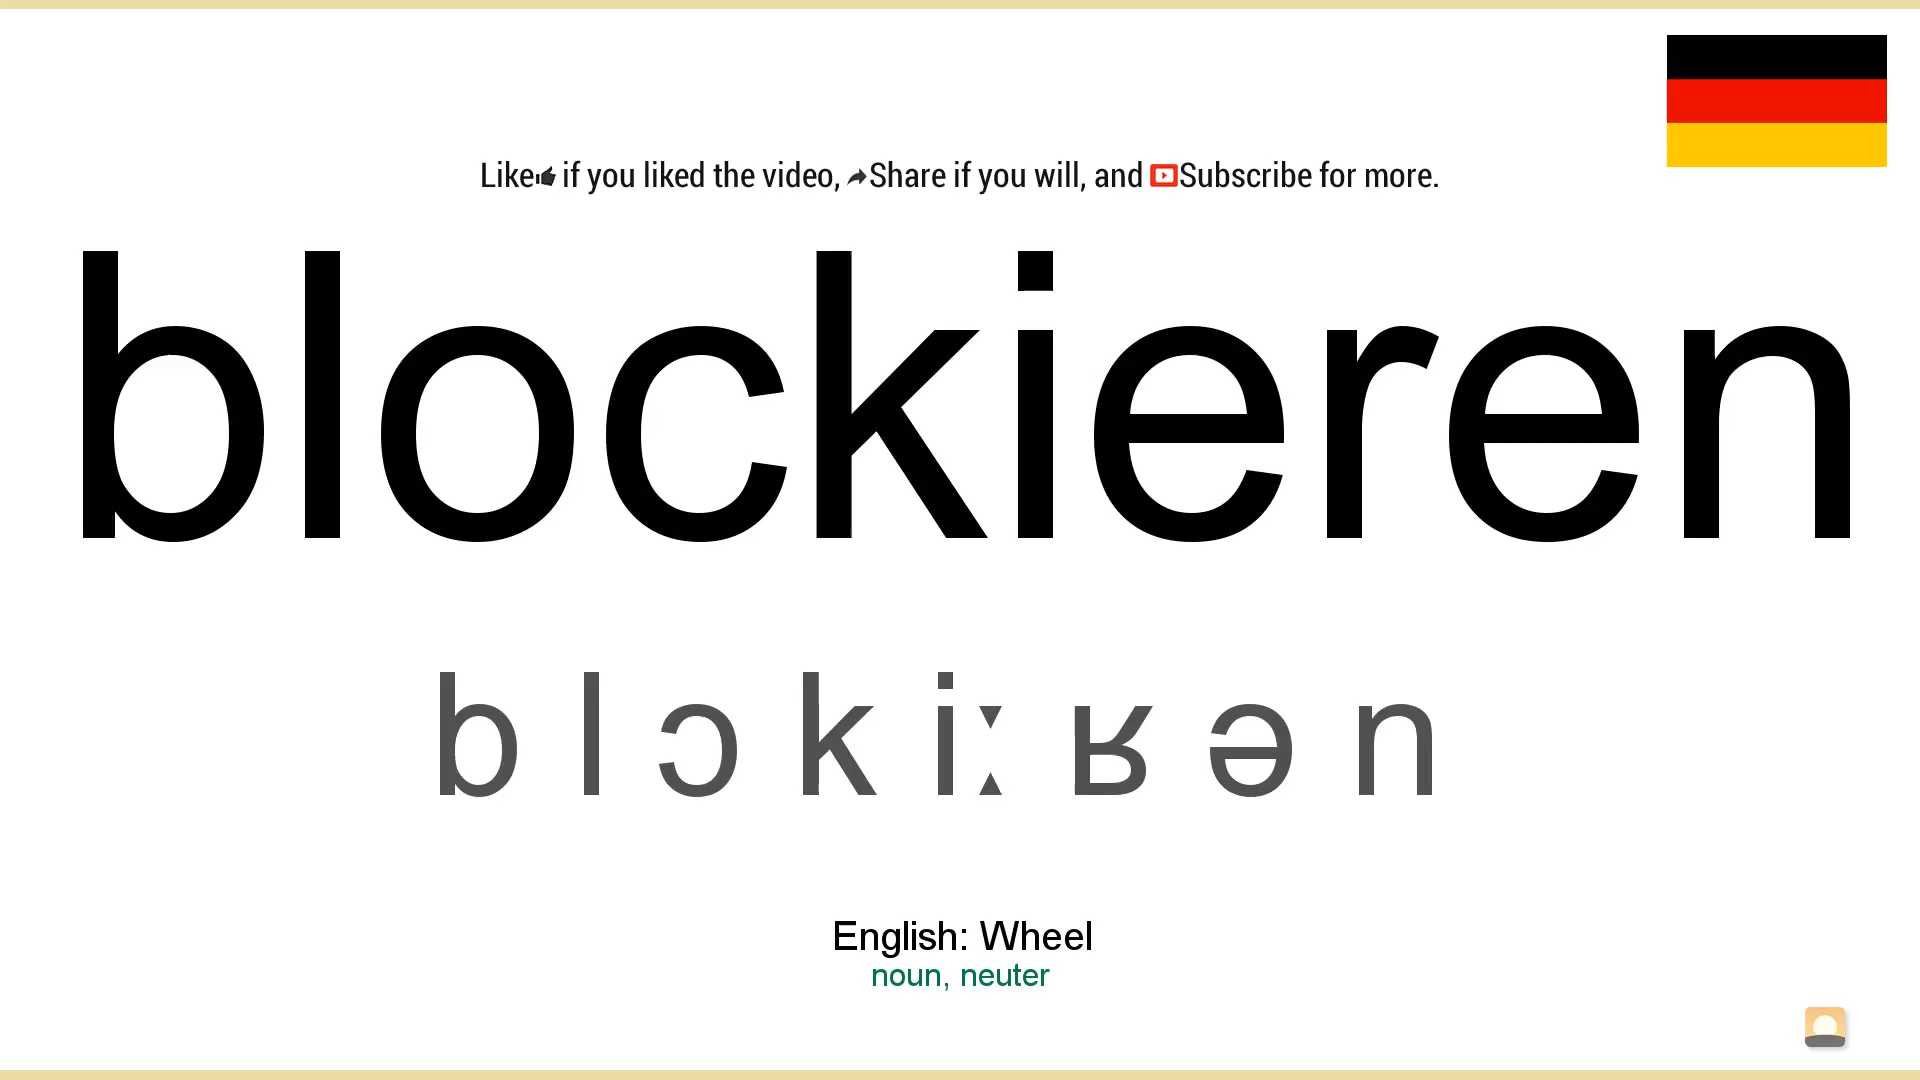 Like if you liked the video, Share if you will, and Subscribe for more.
blockieren
b l ɔ k iː ʁ ə n
English: Wheel
noun, neuter